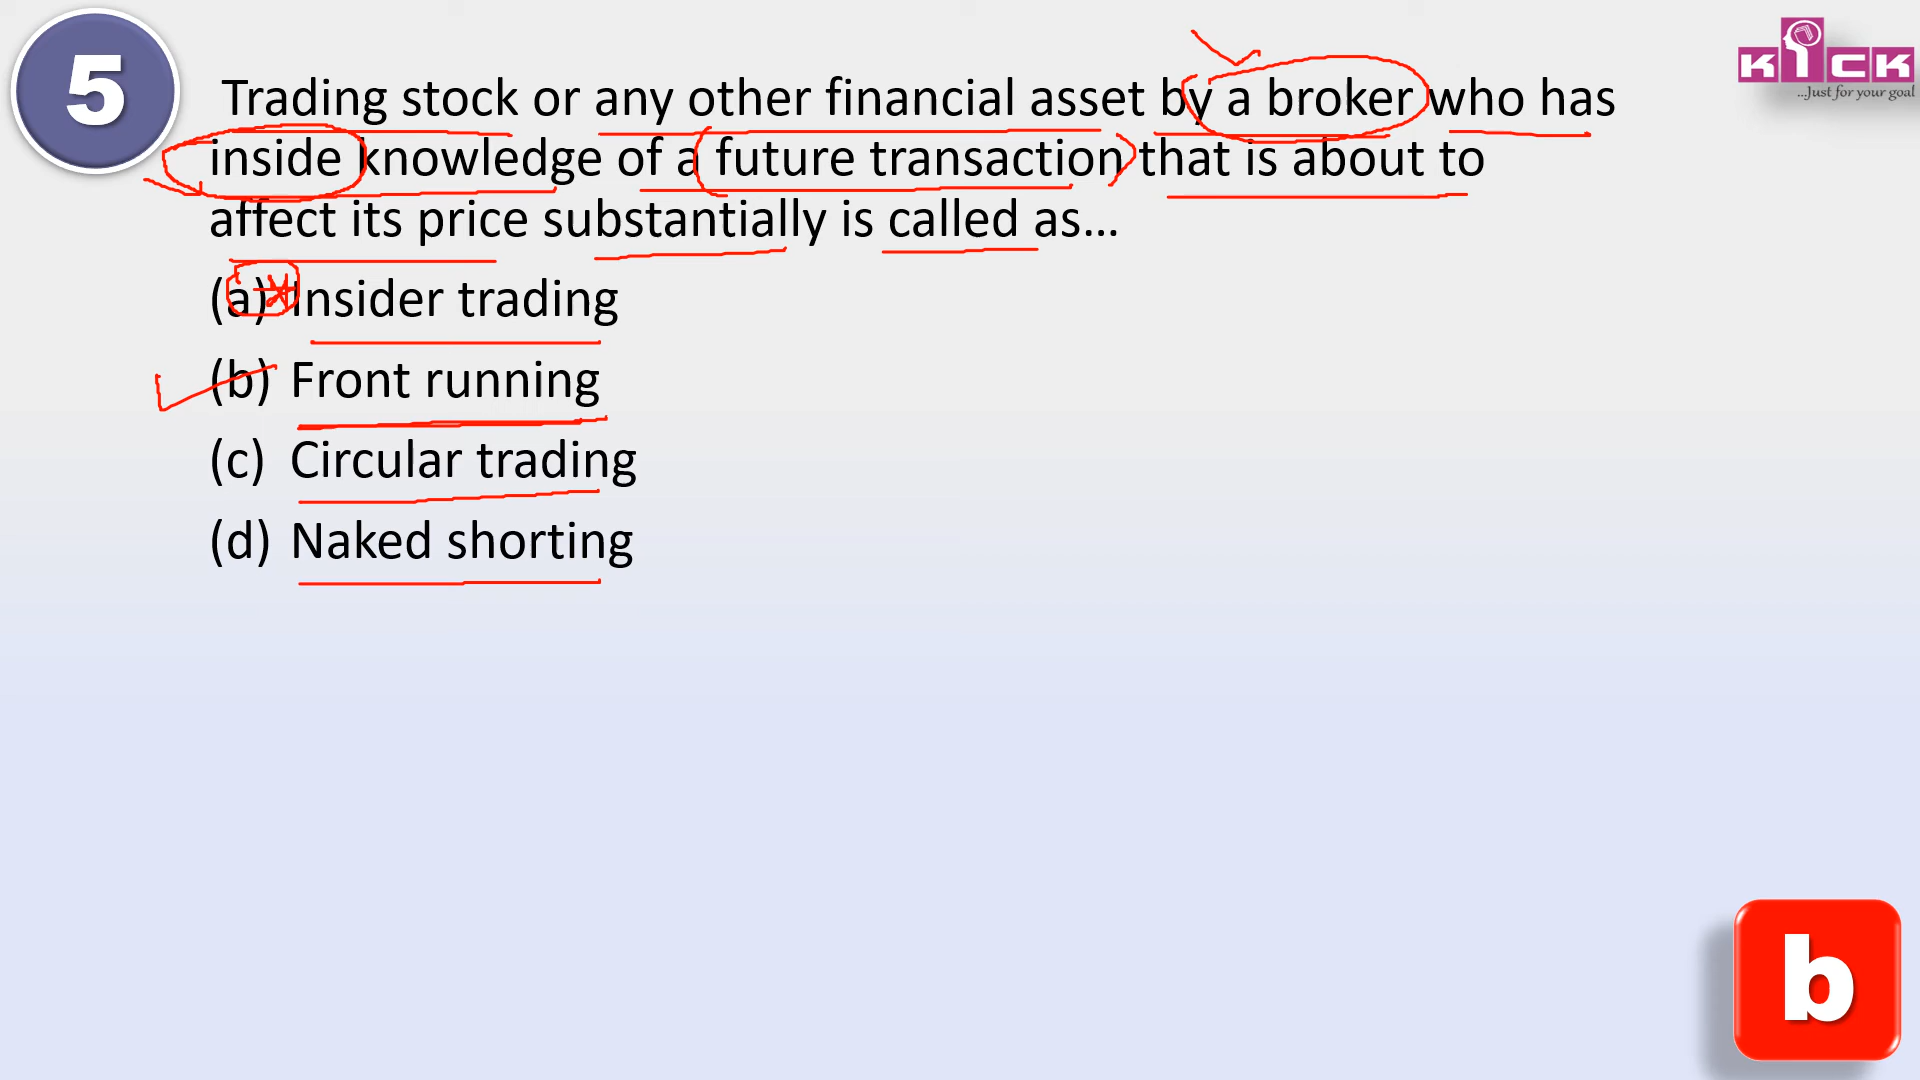 5
Trading stock or any other financial asset by a broker who has
inside knowledge of a future transaction that is about to
affect its price substantially is called as...
(a) Insider trading
(b) Front running
(c) Circular trading
(d) Naked shorting
KICK
...Just for your goal
b